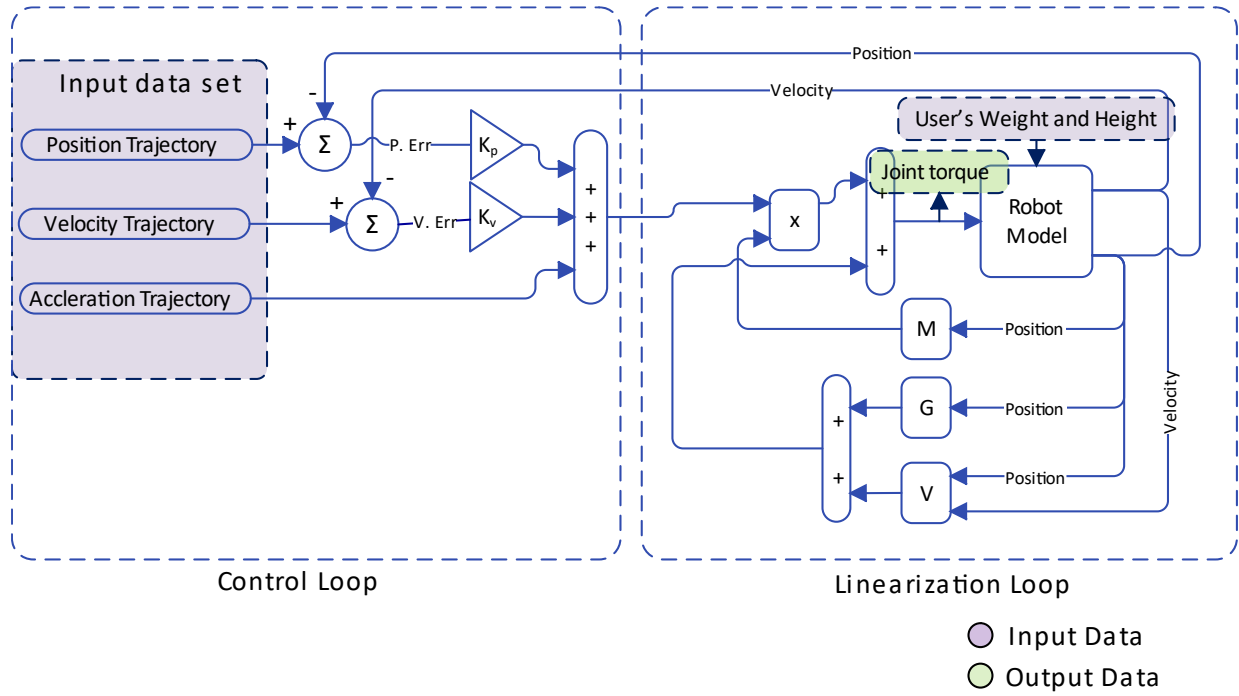 Position
Velocity
Input data set
-
+
Position Trajectory
Σ
P. Err
Kp
-
+
Velocity Trajectory
Σ
V. Err
Kv
Accleration Trajectory
+
+
+
User's Weight and Height
Joint torque
x
+
+
Robot
Model
M
Position
G
Position
Velocity
+
+
V
Position
Control Loop
Linearization Loop
Input Data
Output Data